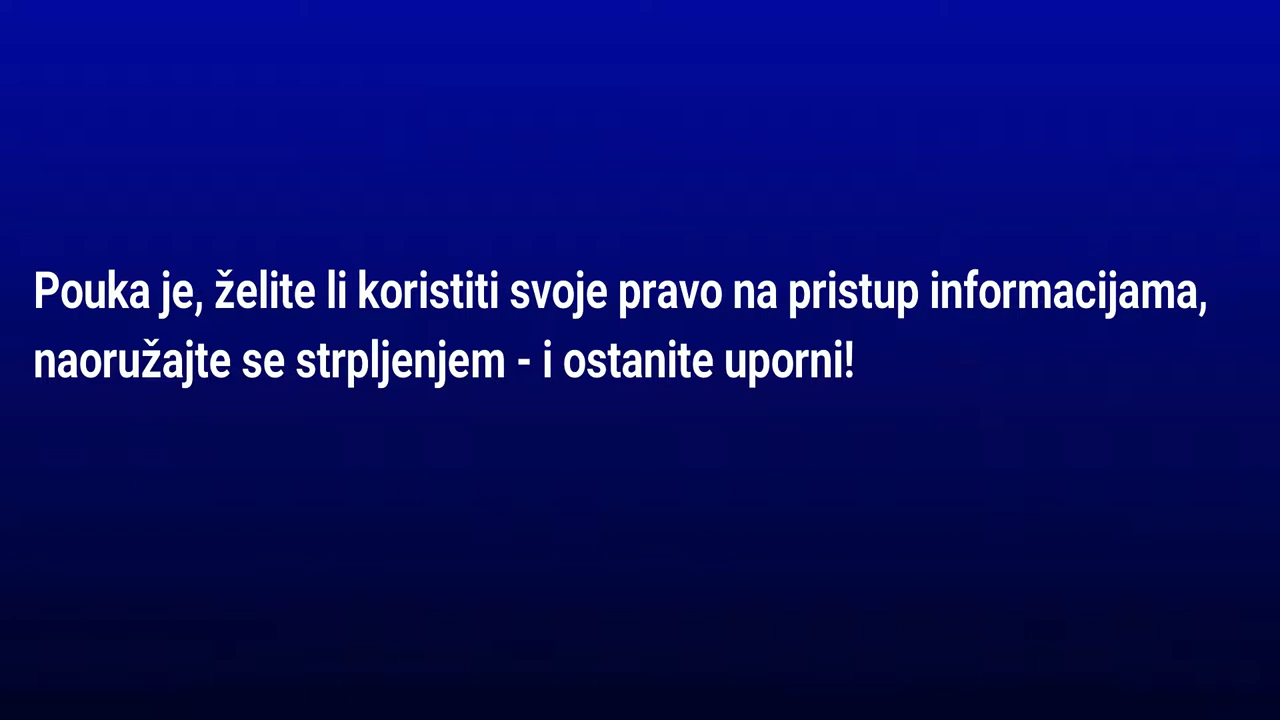 Pouka je, želite li koristiti svoje pravo na pristup informacijama,
naoružajte se strpljenjem - i ostanite uporni!